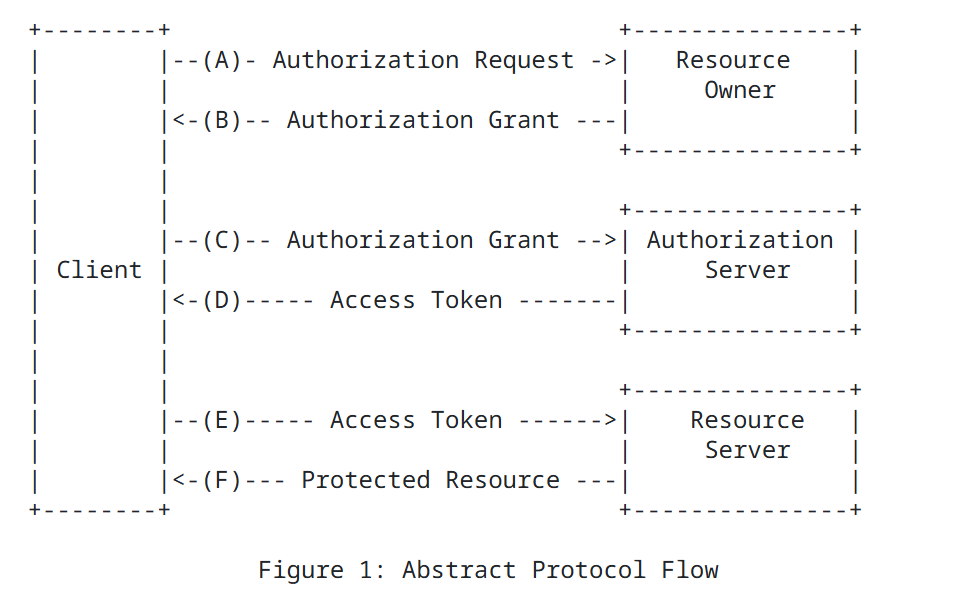 +--------+                               +---------------+
|        |--(A)- Authorization Request ->|   Resource    |
|        |                               |     Owner     |
|        |<-(B)-- Authorization Grant ---|               |
|        |                               +---------------+
|        |
|        |                               +---------------+
|        |--(C)-- Authorization Grant -->| Authorization |
| Client |                               |     Server    |
|        |<-(D)----- Access Token -------|               |
|        |                               +---------------+
|        |
|        |                               +---------------+
|        |--(E)----- Access Token ------>|    Resource   |
|        |                               |     Server    |
|        |<-(F)--- Protected Resource ---|               |
+--------+                               +---------------+
Figure 1: Abstract Protocol Flow